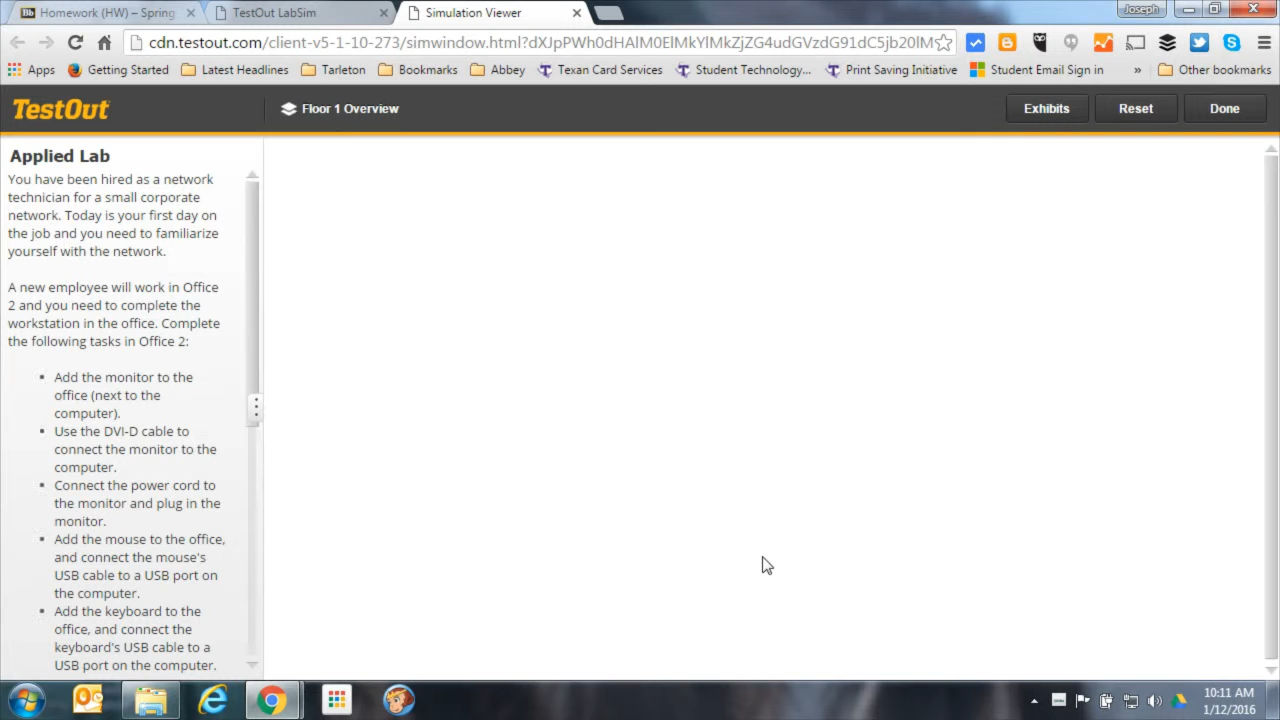 Homework (HW) – Spring
TestOut LabSim
Simulation Viewer
Joseph
cdn.testout.com/client-v5-1-10-273/simwindow.html?dXJpPWh0dHAlM0ElMkYlMkZjZG4udGVzdG91dC5jb20lM
Apps
Getting Started
Latest Headlines
Tarleton
Bookmarks
Abbey
Texan Card Services
Student Technology...
Print Saving Initiative
Student Email Sign in
»
Other bookmarks
TestOut
Floor 1 Overview
Exhibits
Reset
Done
Applied Lab
You have been hired as a network
technician for a small corporate
network. Today is your first day on
the job and you need to familiarize
yourself with the network.
A new employee will work in Office
2 and you need to complete the
workstation in the office. Complete
the following tasks in Office 2:
• Add the monitor to the
office (next to the
computer).
• Use the DVI-D cable to
connect the monitor to the
computer.
• Connect the power cord to
the monitor and plug in the
monitor.
• Add the mouse to the office,
and connect the mouse's
USB cable to a USB port on
the computer.
• Add the keyboard to the
office, and connect the
keyboard's USB cable to a
USB port on the computer.
10:11 AM
1/12/2016